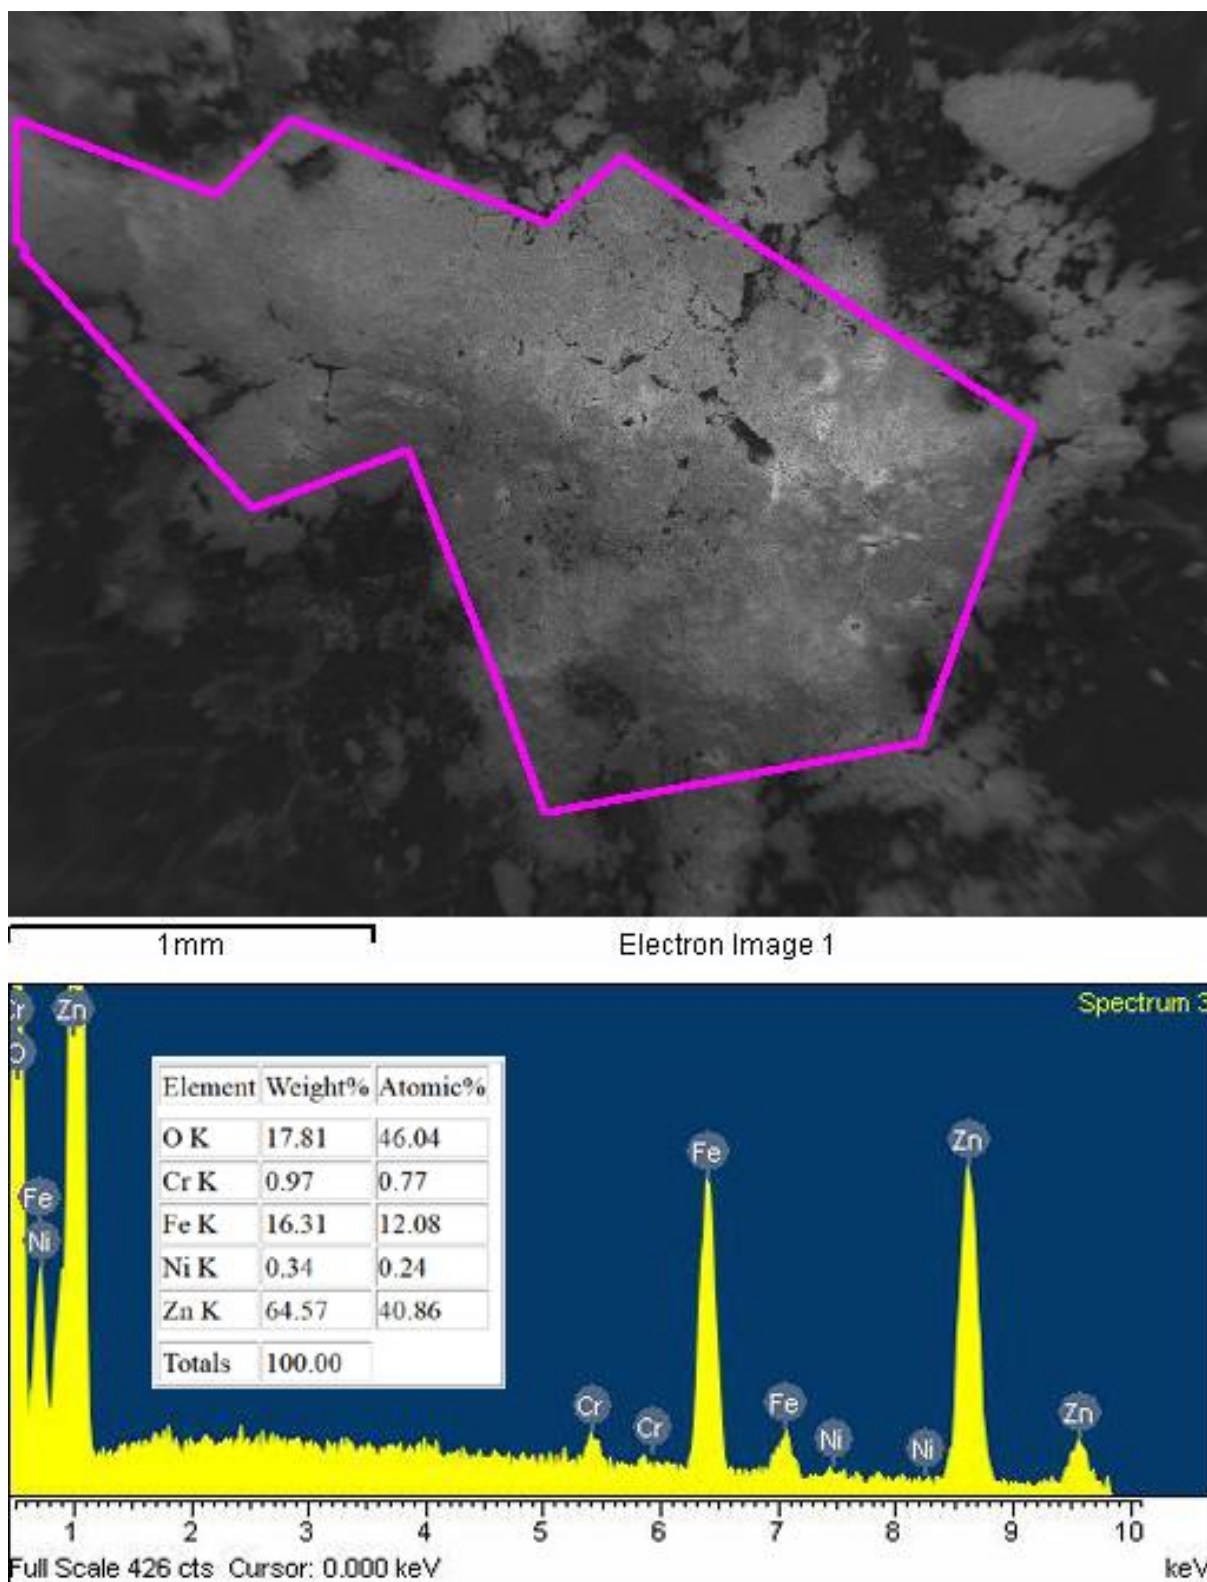 1mm
Electron Image 1
Spectrum 3
Cr
Zn
O
Fe
Ni
Element Weight% Atomic%
O K 17.81 46.04
Cr K 0.97 0.77
Fe K 16.31 12.08
Ni K 0.34 0.24
Zn K 64.57 40.86
Totals 100.00
Fe
Zn
Cr
Cr
Fe
Ni
Ni
Zn
1 2 3 4 5 6 7 8 9 10
Full Scale 426 cts Cursor: 0.000 keV
keV